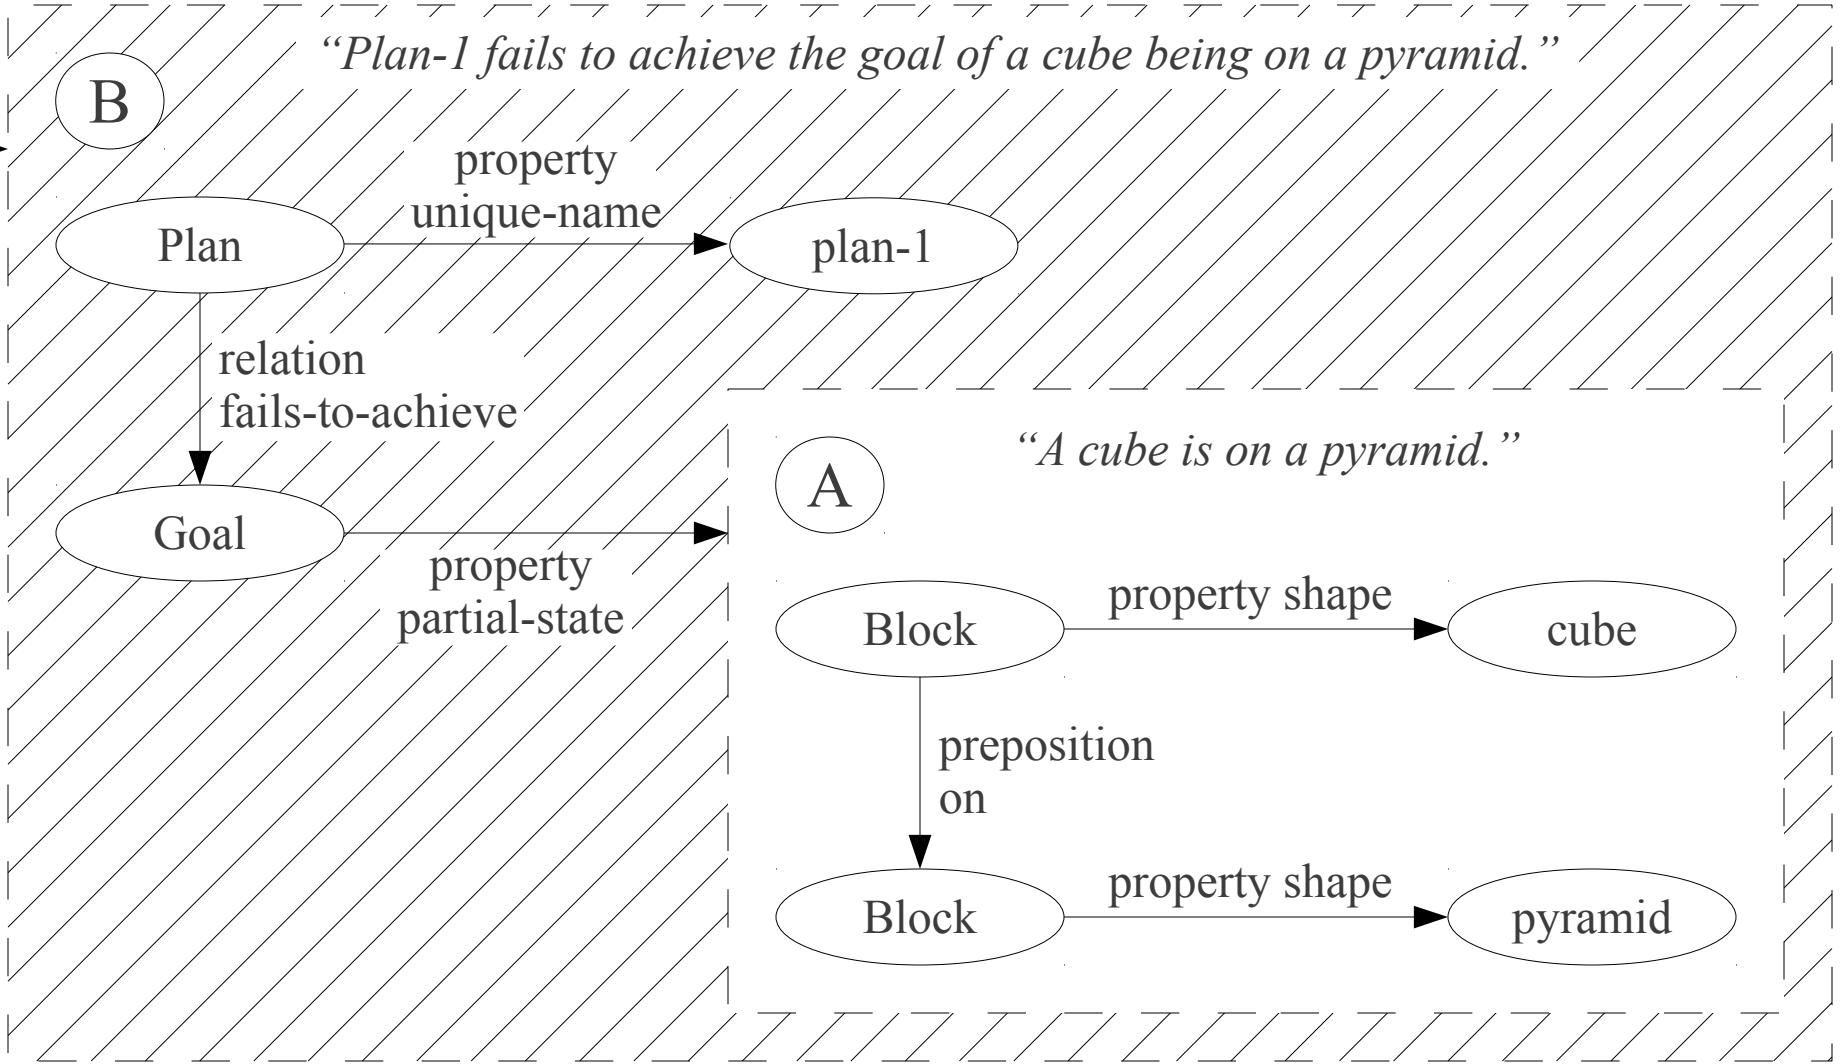 “Plan-1 fails to achieve the goal of a cube being on a pyramid.”
B
property
unique-name
Plan
plan-1
relation
fails-to-achieve
“A cube is on a pyramid.”
A
Goal
property
partial-state
Block
property shape
cube
preposition
on
Block
property shape
pyramid